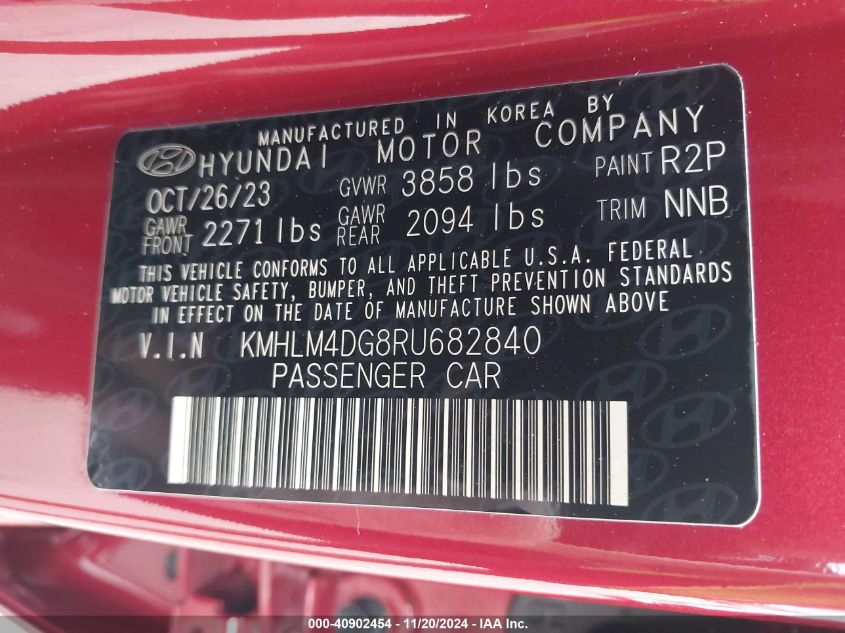 MANUFACTURED IN KOREA BY
HYUNDAI MOTOR COMPANY
OCT/26/23 GVWR 3858 lbs PAINT R2P
GAWR FRONT 2271 lbs GAWR REAR 2094 lbs TRIM NNB
THIS VEHICLE CONFORMS TO ALL APPLICABLE U.S.A. FEDERAL
MOTOR VEHICLE SAFETY, BUMPER, AND THEFT PREVENTION STANDARDS
IN EFFECT ON THE DATE OF MANUFACTURE SHOWN ABOVE
V.I.N KMHLM4DG8RU682840
PASSENGER CAR
000-40902454 - 11/20/2024 - IAA Inc.